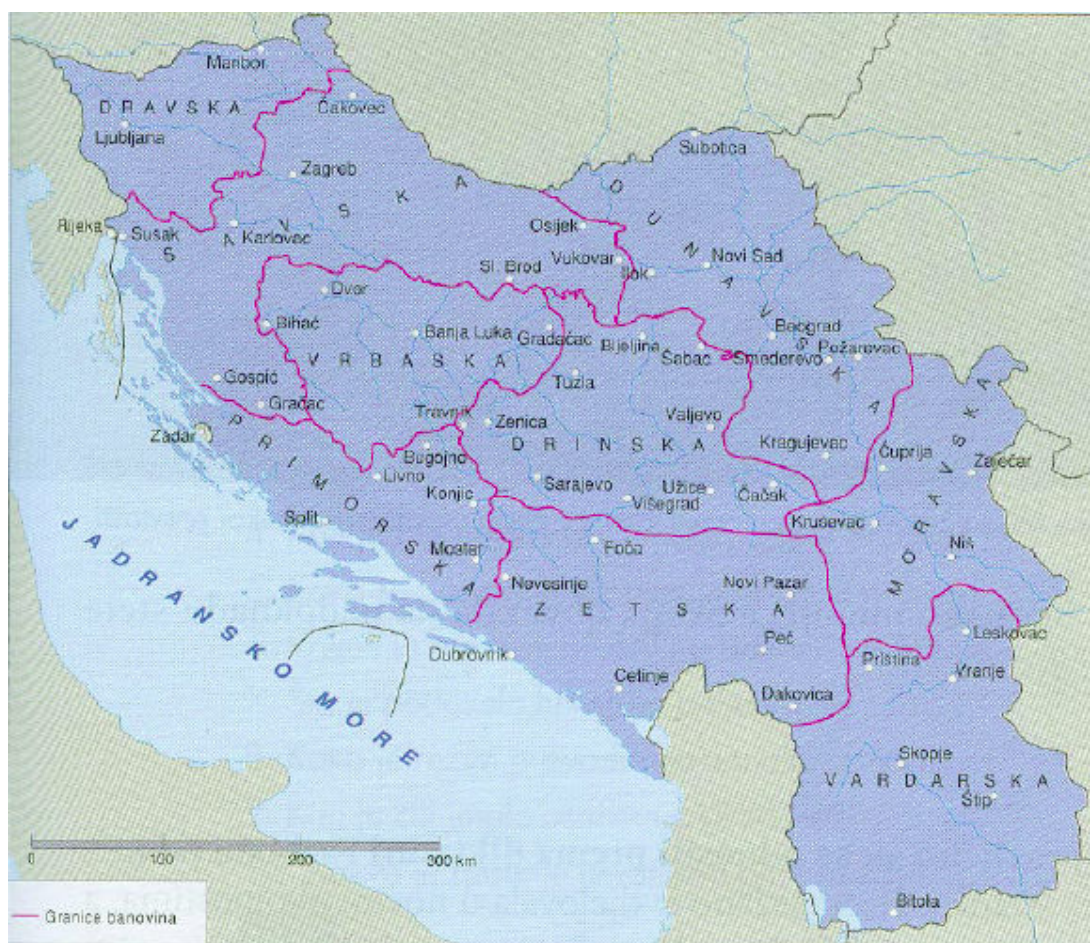 Maribor
DRAVSKA
Čakovec
Ljubljana
Subotica
Zagreb
SAVSKA
DUNAVSKA
Rijeka
Sušak
Karlovac
Osijek
Vukovar
Ilok
Novi Sad
Sl. Brod
Dvor
Bihać
Banja Luka
Gradačac
Bijeljina
Šabac
Beograd
Smederevo
Požarevac
VRBASKA
Gospić
Gračac
Tuzla
Travnik
Zenica
Valjevo
Zadar
PRIMORSKA
Bugojno
DRINSKA
Kragujevac
Ćuprija
Zaječar
Livno
Konjic
Sarajevo
Višegrad
Užice
Čačak
Kruševac
MORAVSKA
Split
Mostar
Foča
Niš
Nevesinje
Novi Pazar
ZETSKA
JADRANSKO MORE
Dubrovnik
Peć
Leskovac
Priština
Vranje
Cetinje
Đakovica
Skopje
VARDARSKA
Štip
Bitola
0 100 200 300 km
Granice banovina